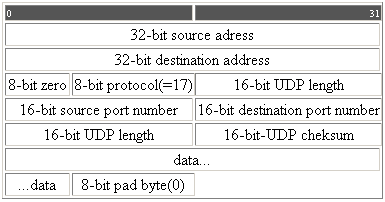 0 31
32-bit source adress
32-bit destination address
8-bit zero 8-bit protocol(=17) 16-bit UDP length
16-bit source port number 16-bit destination port number
16-bit UDP length 16-bit-UDP cheksum
data...
...data 8-bit pad byte(0)